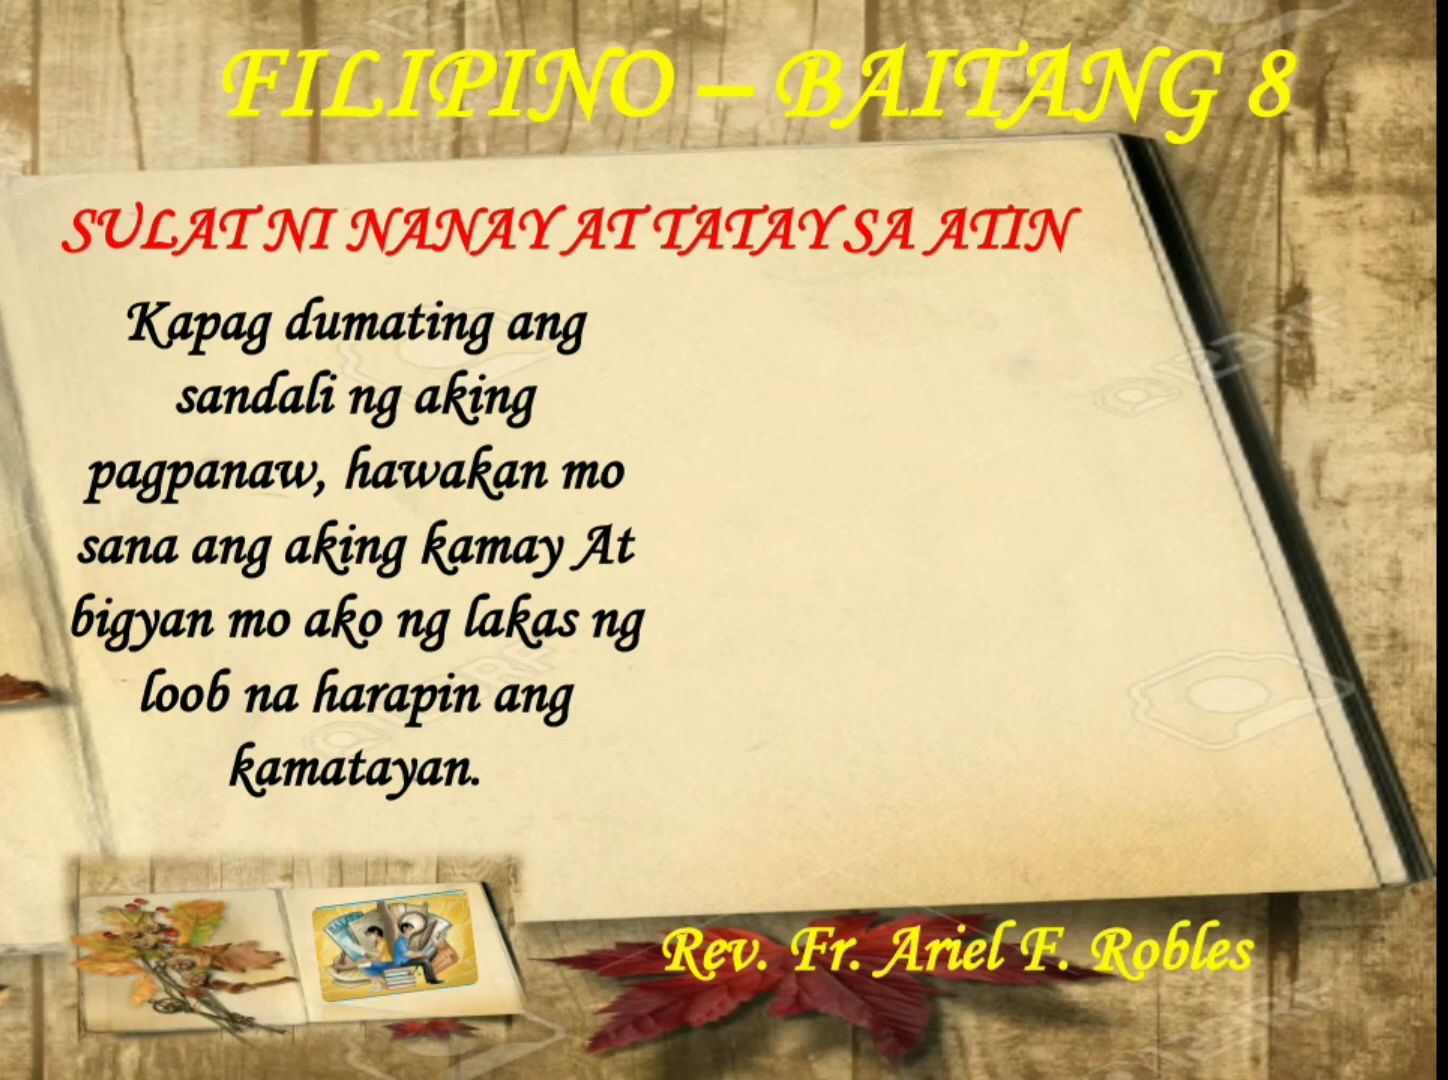 FILIPINO – BAITANG 8
SULAT NI NANAY AT TATAY SA ATIN
Kapag dumating ang
sandali ng aking
pagpanaw, hawakan mo
sana ang aking kamay At
bigyan mo ako ng lakas ng
loob na harapin ang
kamatayan.
Rev. Fr. Ariel F. Robles